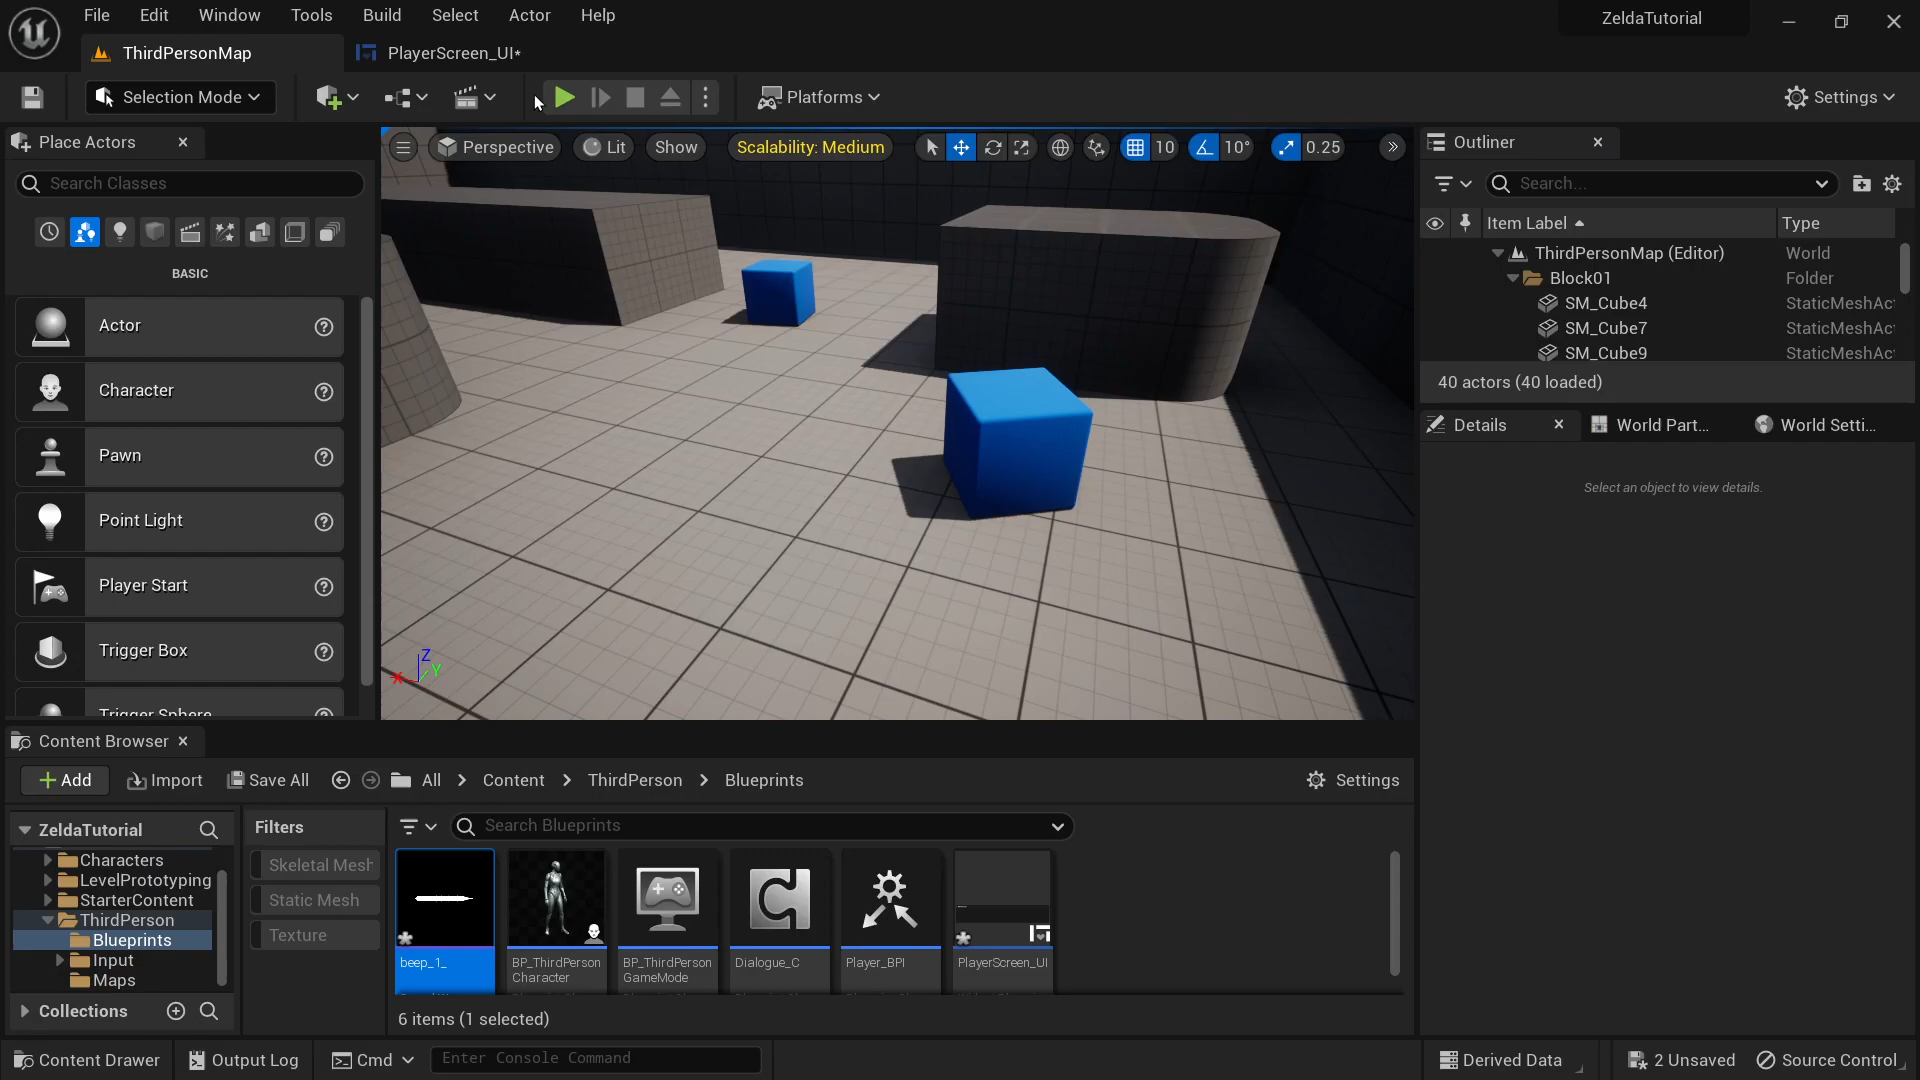 File Edit Window Tools Build Select Actor Help
ZeldaTutorial
ThirdPersonMap
PlayerScreen_UI*
Selection Mode
Platforms
Settings
Place Actors
Search Classes
BASIC
Actor
Character
Pawn
Point Light
Player Start
Trigger Box
Trigger Sphere
Perspective
Lit
Show
Scalability: Medium
10
10°
0.25
Z
Y
X
Outliner
Search...
Item Label
Type
ThirdPersonMap (Editor) World
Block01 Folder
SM_Cube4 StaticMeshAc
SM_Cube7 StaticMeshAc
SM_Cube9 StaticMeshAc
40 actors (40 loaded)
Details
World Part...
World Setti...
Select an object to view details.
Content Browser
Add
Import
Save All
All > Content > ThirdPerson > Blueprints
Settings
ZeldaTutorial
Characters
LevelPrototyping
StarterContent
ThirdPerson
Blueprints
Input
Maps
Collections
Filters
Skeletal Mesh
Static Mesh
Texture
Search Blueprints
beep_1_
BP_ThirdPerson
Character
BP_ThirdPerson
GameMode
Dialogue_C
Player_BPI
PlayerScreen_UI
6 items (1 selected)
Content Drawer
Output Log
Cmd
Enter Console Command
Derived Data
2 Unsaved
Source Control